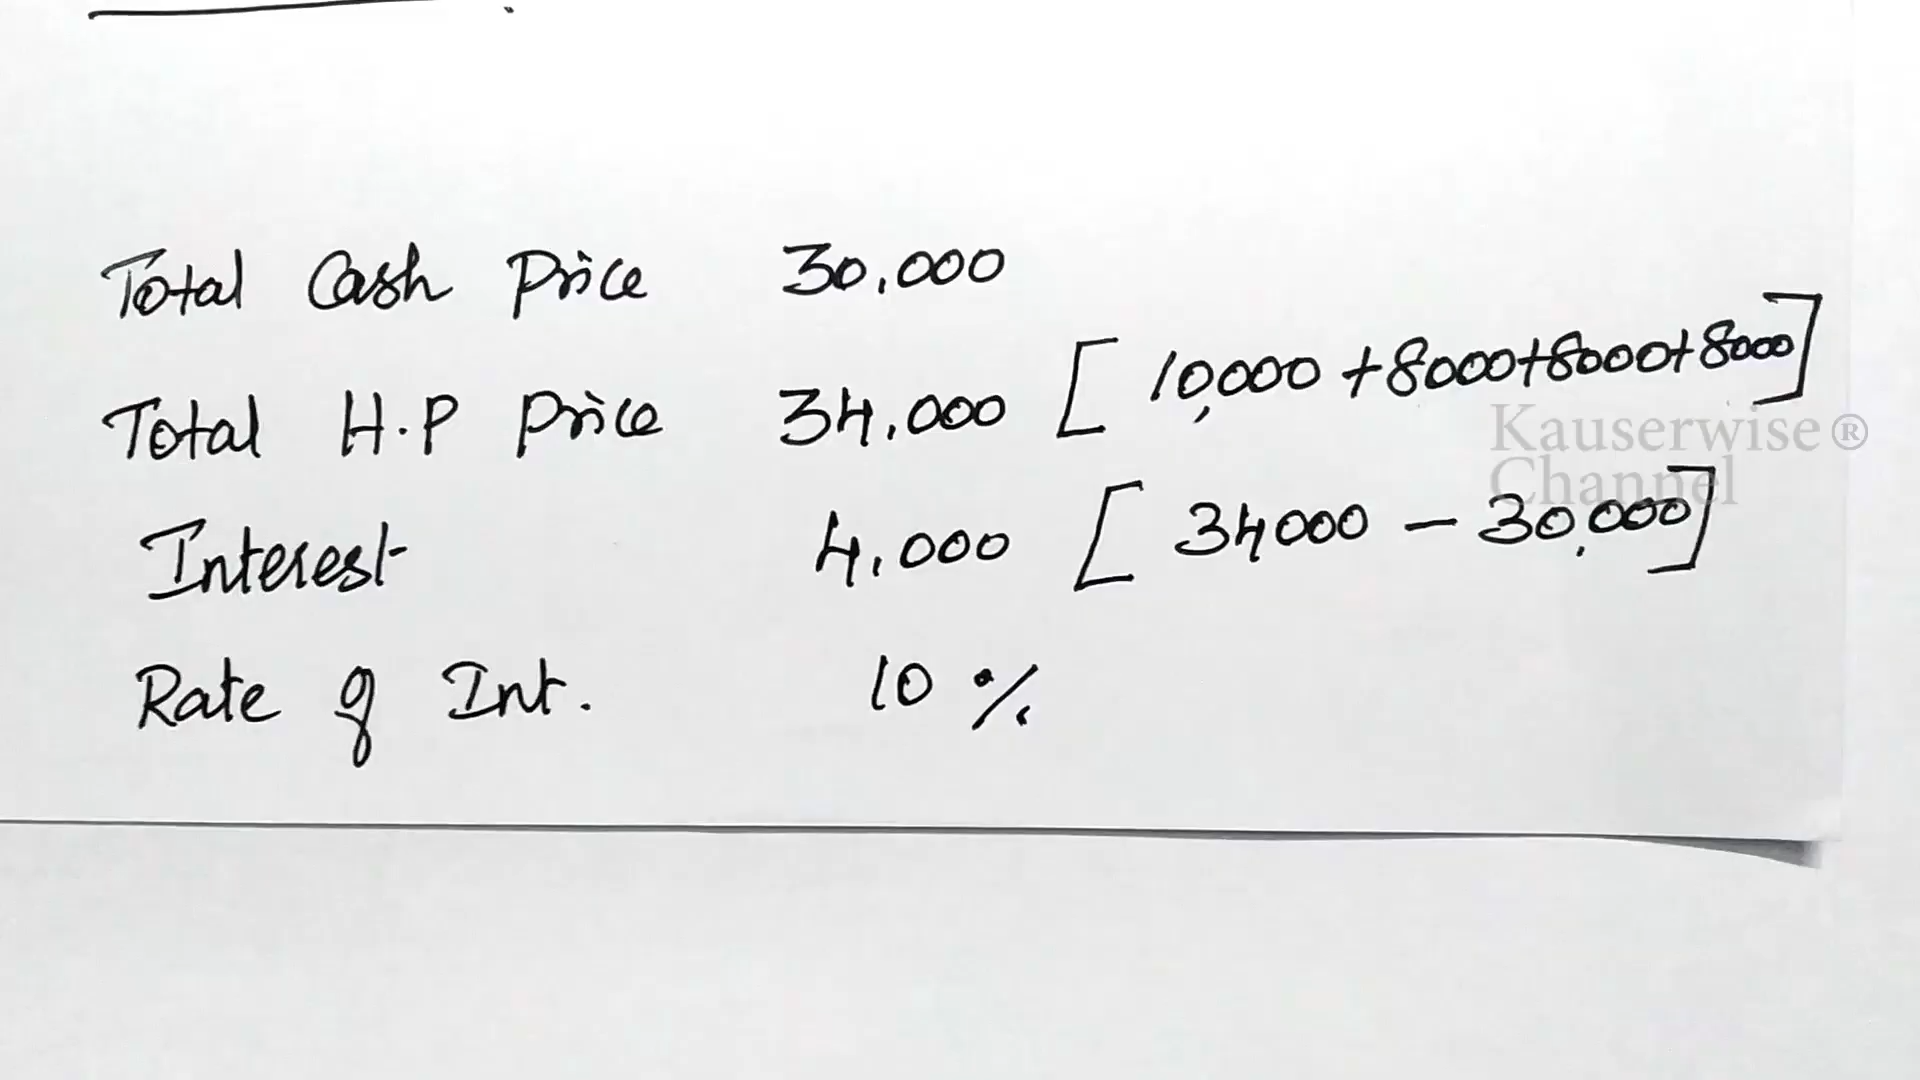 Total Cash Price 30,000
Total H.P Price 34,000 [10,000 + 8000 + 8000 + 8000]
Kauserwise®
Channel
Interest 4,000 [34000 - 30,000]
Rate of Int. 10 %